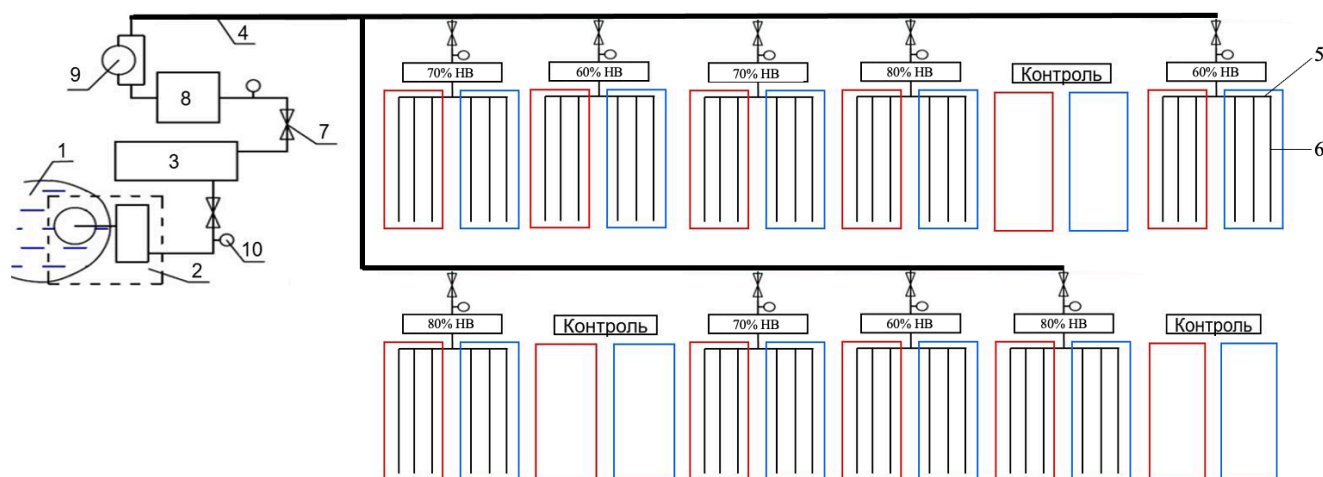 4
9
8
7
1
3
2
10
70% НВ
60% НВ
70% НВ
80% НВ
Контроль
60% НВ
5
6
80% НВ
Контроль
70% НВ
60% НВ
80% НВ
Контроль